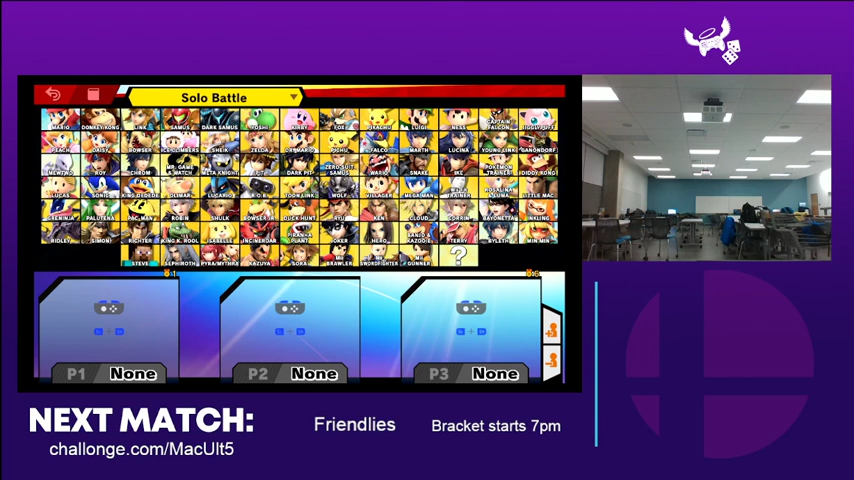 Solo Battle
MARIO DONKEY KONG LINK SAMUS DARK SAMUS YOSHI KIRBY FOX PIKACHU LUIGI NESS CAPTAIN FALCON JIGGLYPUFF
PEACH DAISY BOWSER ICE CLIMBERS SHEIK ZELDA DR. MARIO PICHU FALCO MARTH LUCINA YOUNG LINK GANONDORF
MEWTWO ROY CHROM MR. GAME & WATCH META KNIGHT PIT DARK PIT ZERO SUIT SAMUS WARIO SNAKE IKE POKÉMON TRAINER DIDDY KONG
LUCAS SONIC KING DEDEDE OLIMAR LUCARIO R.O.B. TOON LINK WOLF VILLAGER MEGA MAN WII FIT TRAINER ROSALINA & LUMA LITTLE MAC
GRENINJA PALUTENA PAC-MAN ROBIN SHULK BOWSER JR. DUCK HUNT RYU KEN CLOUD CORRIN BAYONETTA INKLING
RIDLEY SIMON RICHTER KING K. ROOL ISABELLE INCINEROAR PIRANHA PLANT JOKER HERO BANJO & KAZOOIE TERRY BYLETH MIN MIN
STEVE SEPHIROTH PYRA/MYTHRA KAZUYA SORA MII BRAWLER MII SWORDFIGHTER MII GUNNER ?
P1 None
P2 None
P3 None
NEXT MATCH:
Friendlies
Bracket starts 7pm
challonge.com/MacUlt5